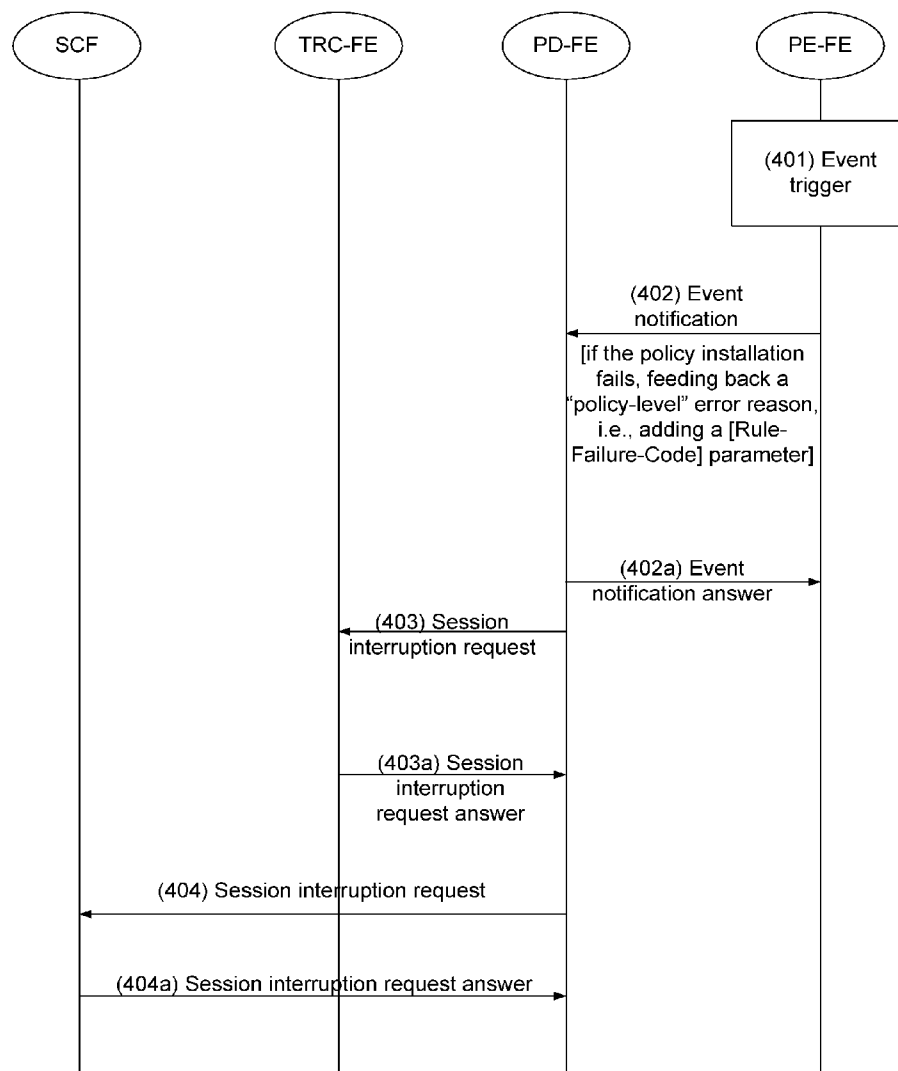 SCF
TRC-FE
PD-FE
PE-FE
(401) Event
trigger
(402) Event
notification
[if the policy installation
fails, feeding back a
“policy-level” error reason,
i.e., adding a [Rule-
Failure-Code] parameter]
(402a) Event
notification answer
(403) Session
interruption request
(403a) Session
interruption
request answer
(404) Session interruption request
(404a) Session interruption request answer